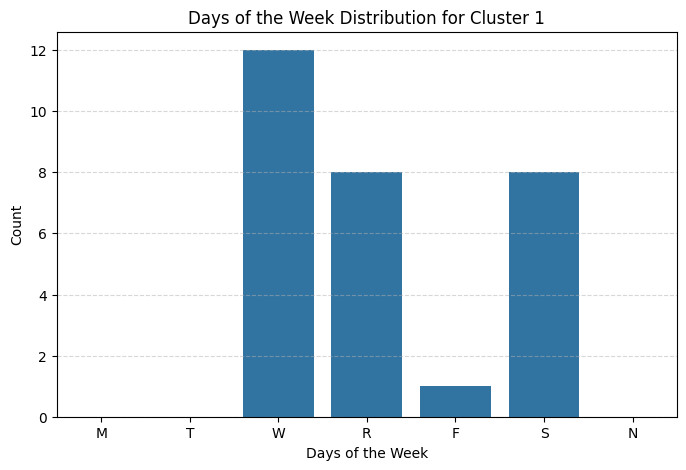 Days of the Week Distribution for Cluster 1
Count
12
10
8
6
4
2
0
M T W R F S N
Days of the Week